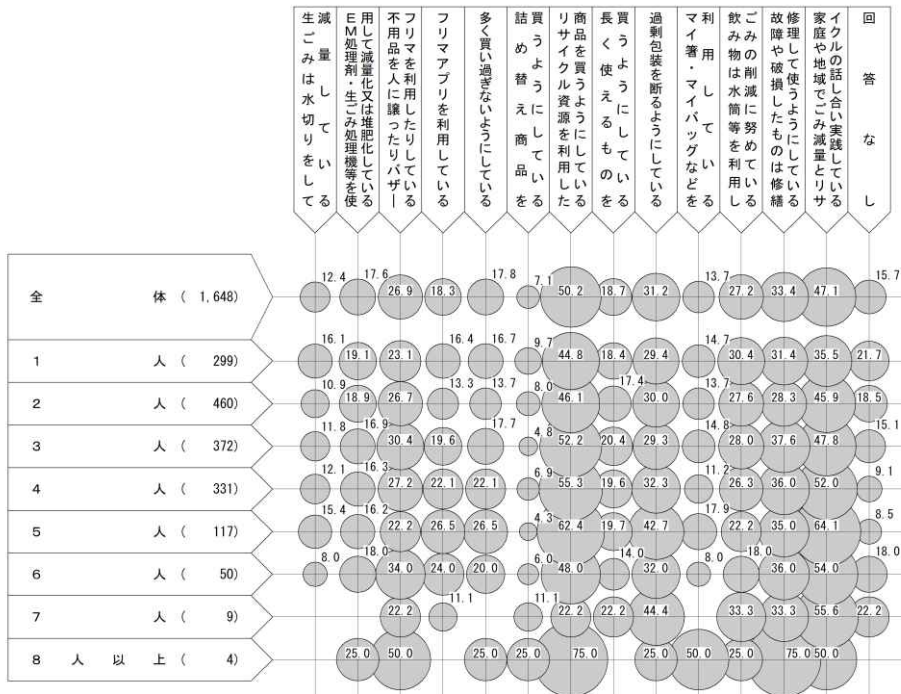 生ごみは水切りをして
減量している
ＥＭ処理剤・生ごみ処理機等を使
用して減量化又は堆肥化している
不用品を人に譲ったりバザー
フリマを利用したりしている
フリマアプリを利用している
多く買い過ぎないようにしている
詰め替え商品を
買うようにしている
リサイクル資源を利用した
商品を買うようにしている
長く使えるものを
買うようにしている
過剰包装を断るようにしている
マイ箸・マイバッグなどを
利用している
飲み物は水筒等を利用し
ごみの削減に努めている
故障や破損したものは修繕
修理して使うようにしている
家庭や地域でごみ減量とリサ
イクルの話し合い実践している
回答なし
全体 (1,648) 12.4 17.6 26.9 18.3 17.8 7.1 50.2 18.7 31.2 13.7 27.2 33.4 47.1 15.7
1人 (299) 16.1 19.1 23.1 16.4 16.7 9.7 44.8 18.4 29.4 14.7 30.4 31.4 35.5 21.7
2人 (460) 10.9 18.9 26.7 13.3 13.7 8.0 46.1 17.4 30.0 13.7 27.6 28.3 45.9 18.5
3人 (372) 11.8 16.9 30.4 19.6 17.7 4.8 52.2 20.4 29.3 14.8 28.0 37.6 47.8 15.1
4人 (331) 12.1 16.3 27.2 22.1 22.1 6.9 55.3 19.6 32.3 11.2 26.3 36.0 52.0 9.1
5人 (117) 15.4 16.2 22.2 26.5 26.5 4.3 62.4 19.7 42.7 17.9 22.2 35.0 64.1 8.5
6人 (50) 8.0 18.0 34.0 24.0 20.0 6.0 48.0 14.0 32.0 8.0 18.0 36.0 54.0 18.0
7人 (9) 22.2 11.1 11.1 22.2 22.2 44.4 33.3 33.3 55.6 22.2
8人以上 (4) 25.0 50.0 25.0 25.0 75.0 25.0 50.0 25.0 75.0 50.0